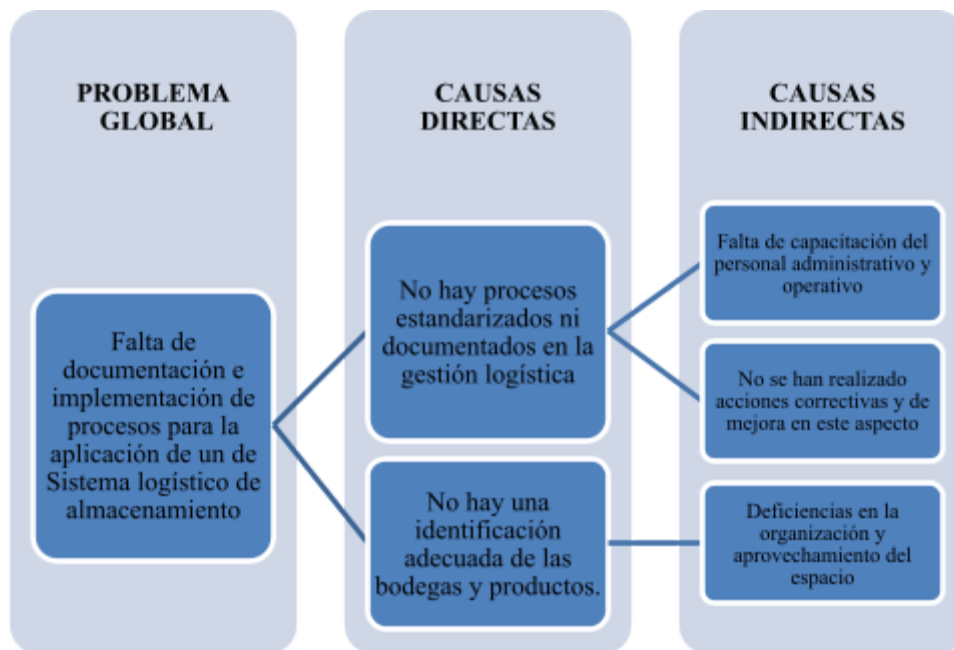 PROBLEMA
GLOBAL
Falta de
documentación e
implementación de
procesos para la
aplicación de un de
Sistema logístico de
almacenamiento
CAUSAS
DIRECTAS
No hay procesos
estandarizados ni
documentados en la
gestión logística
No hay una
identificación
adecuada de las
bodegas y productos.
CAUSAS
INDIRECTAS
Falta de capacitación del
personal administrativo y
operativo
No se han realizado
acciones correctivas y de
mejora en este aspecto
Deficiencias en la
organización y
aprovechamiento del
espacio